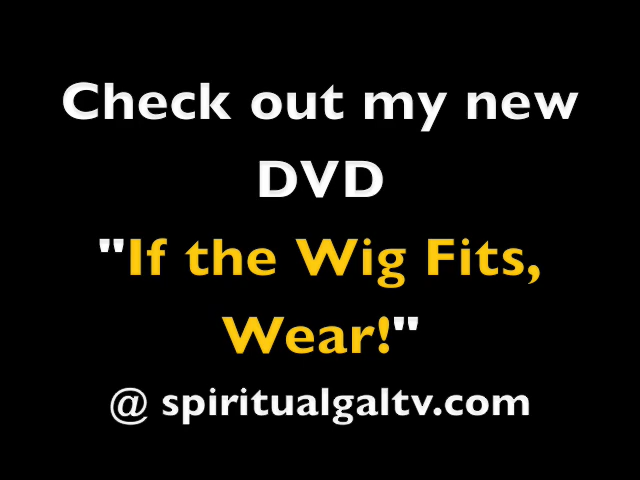 Check out my new
DVD
"If the Wig Fits,
Wear!"
@ spiritualgaltv.com